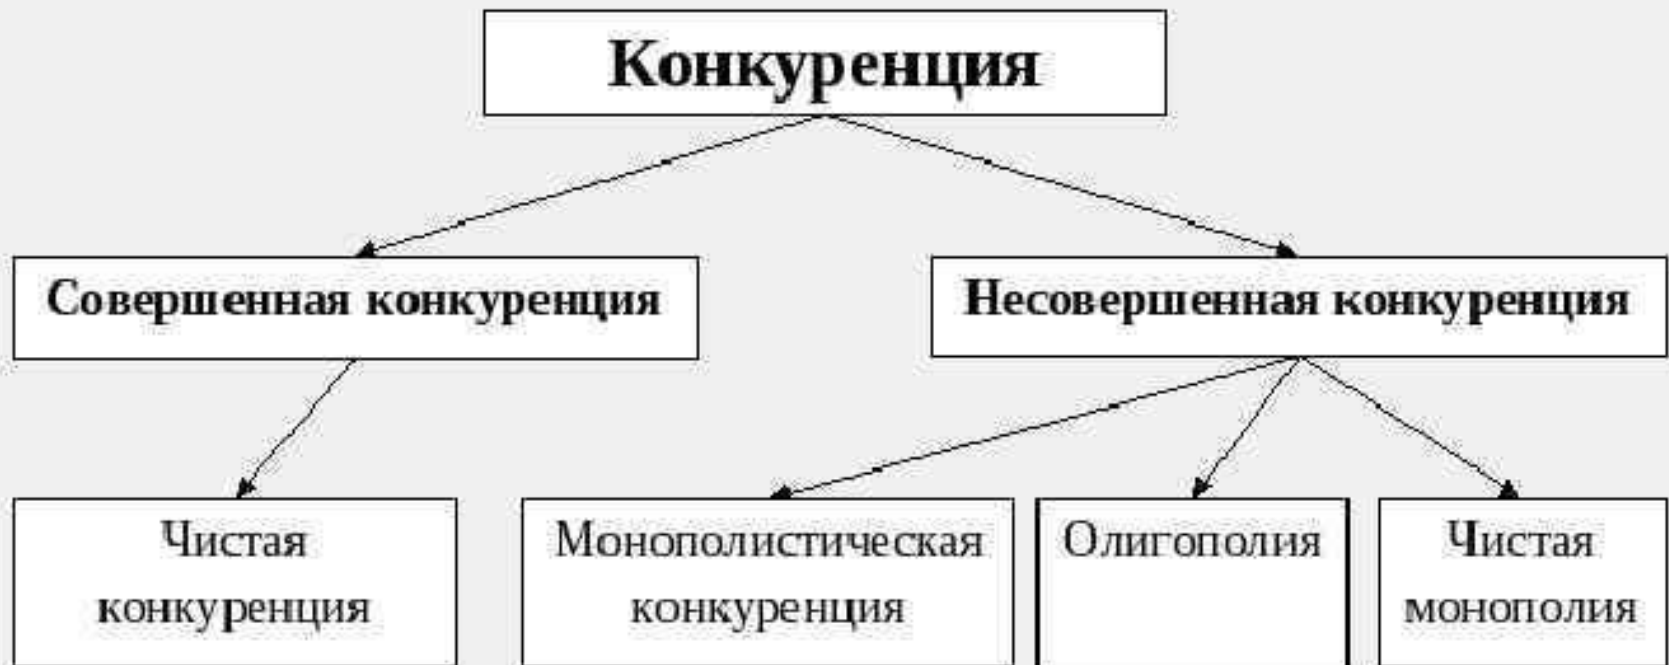 Конкуренция
Совершенная конкуренция
Несовершенная конкуренция
Чистая
конкуренция
Монополистическая
конкуренция
Олигополия
Чистая
монополия